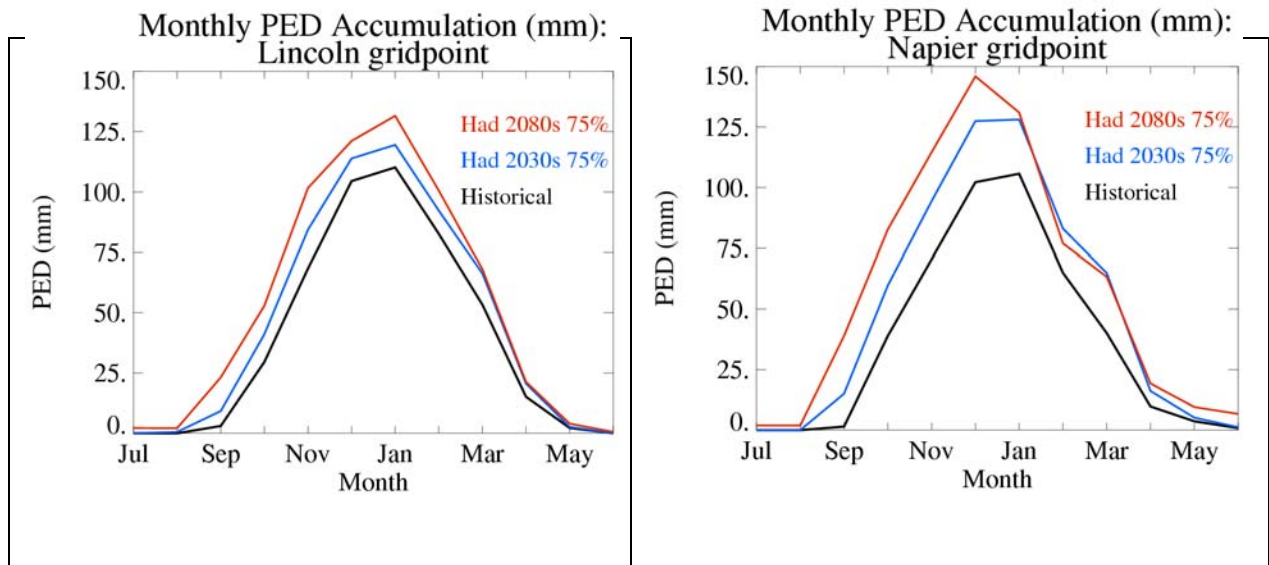 Monthly PED Accumulation (mm):
Lincoln gridpoint
150.
125.
100.
75.
50.
25.
0.
PED (mm)
Had 2080s 75%
Had 2030s 75%
Historical
Jul Sep Nov Jan Mar May
Month
Monthly PED Accumulation (mm):
Napier gridpoint
150.
125.
100.
75.
50.
25.
0.
PED (mm)
Had 2080s 75%
Had 2030s 75%
Historical
Jul Sep Nov Jan Mar May
Month